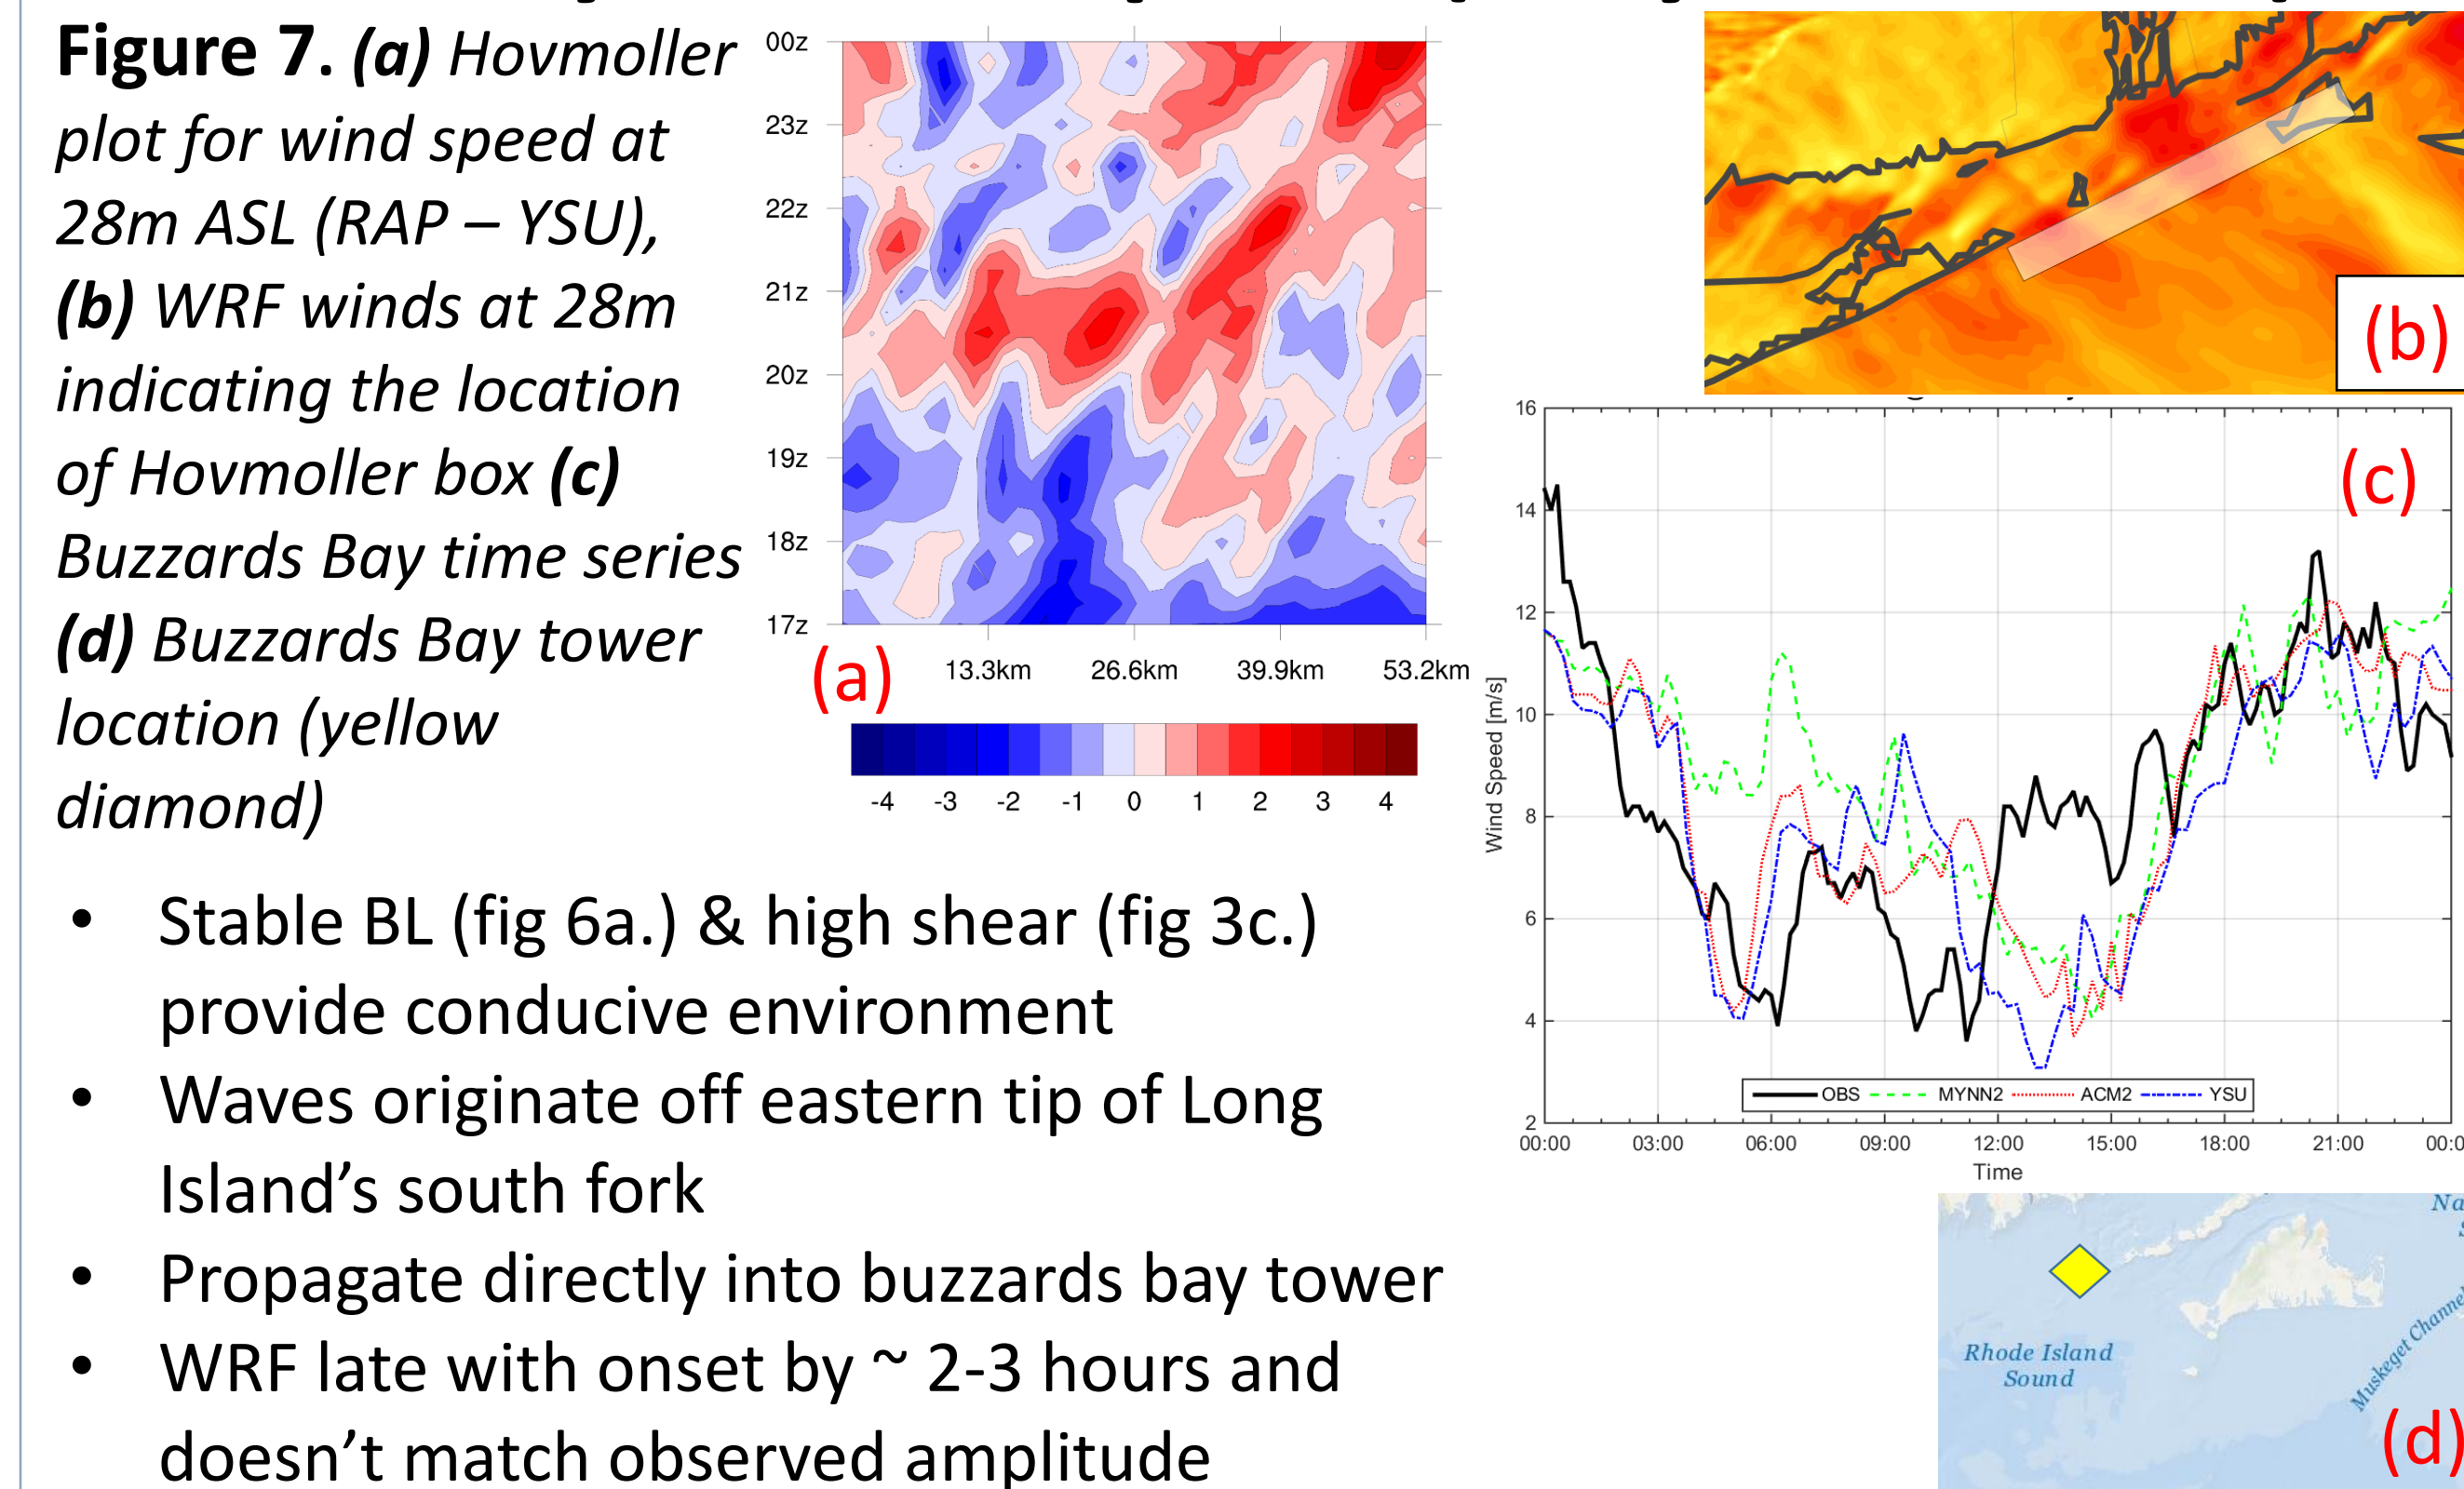 Figure 7. (a) Hovmoller
plot for wind speed at
28m ASL (RAP – YSU),
(b) WRF winds at 28m
indicating the location
of Hovmoller box (c)
Buzzards Bay time series
(d) Buzzards Bay tower
location (yellow
diamond)
00z
23z
22z
21z
20z
19z
18z
17z
(a)
13.3km 26.6km 39.9km 53.2km
-4 -3 -2 -1 0 1 2 3 4
(b)
(c)
16
14
12
10
8
6
4
2
Wind Speed [m/s]
OBS MYNN2 ACM2 YSU
00:00 03:00 06:00 09:00 12:00 15:00 18:00 21:00 00:0
Time
• Stable BL (fig 6a.) & high shear (fig 3c.)
provide conducive environment
• Waves originate off eastern tip of Long
Island’s south fork
• Propagate directly into buzzards bay tower
• WRF late with onset by ~ 2-3 hours and
doesn’t match observed amplitude
Na
Rhode Island
Sound
Muskeget Channel
(d)